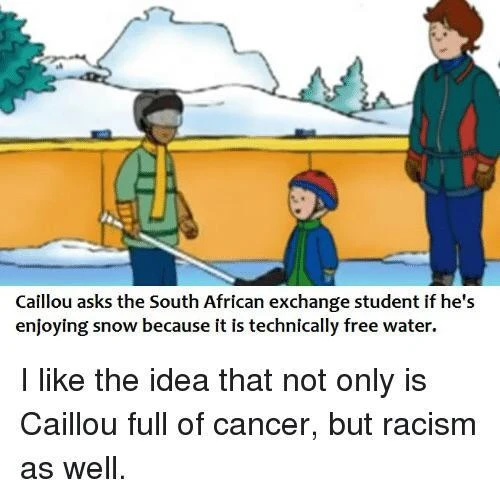 Caillou asks the South African exchange student if he's
enjoying snow because it is technically free water.
I like the idea that not only is
Caillou full of cancer, but racism
as well.